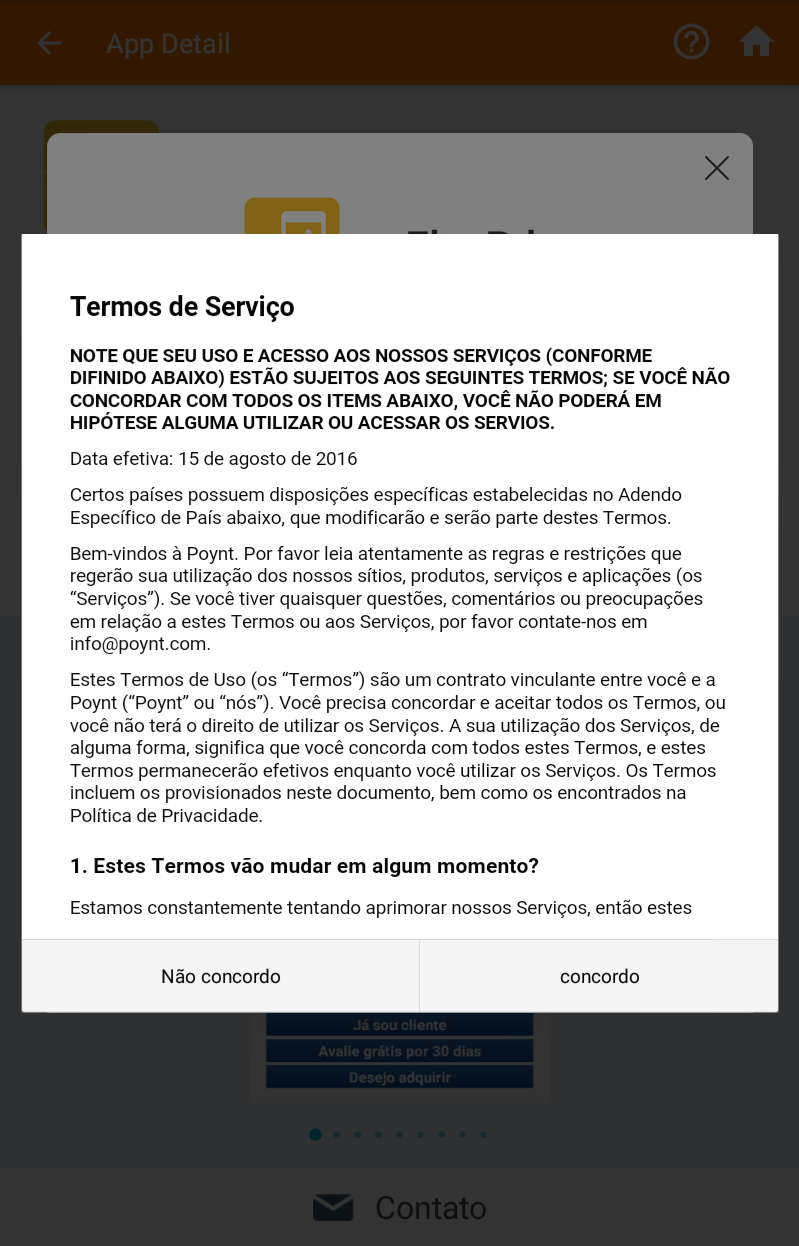 App Detail
Termos de Serviço
NOTE QUE SEU USO E ACESSO AOS NOSSOS SERVIÇOS (CONFORME
DIFINIDO ABAIXO) ESTÃO SUJEITOS AOS SEGUINTES TERMOS; SE VOCÊ NÃO
CONCORDAR COM TODOS OS ITEMS ABAIXO, VOCÊ NÃO PODERÁ EM
HIPÓTESE ALGUMA UTILIZAR OU ACESSAR OS SERVIOS.
Data efetiva: 15 de agosto de 2016
Certos países possuem disposições específicas estabelecidas no Adendo
Específico de País abaixo, que modificarão e serão parte destes Termos.
Bem-vindos à Poynt. Por favor leia atentamente as regras e restrições que
regerão sua utilização dos nossos sítios, produtos, serviços e aplicações (os
“Serviços”). Se você tiver quaisquer questões, comentários ou preocupações
em relação a estes Termos ou aos Serviços, por favor contate-nos em
info@poynt.com.
Estes Termos de Uso (os “Termos”) são um contrato vinculante entre você e a
Poynt (“Poynt” ou “nós”). Você precisa concordar e aceitar todos os Termos, ou
você não terá o direito de utilizar os Serviços. A sua utilização dos Serviços, de
alguma forma, significa que você concorda com todos estes Termos, e estes
Termos permanecerão efetivos enquanto você utilizar os Serviços. Os Termos
incluem os provisionados neste documento, bem como os encontrados na
Política de Privacidade.
1. Estes Termos vão mudar em algum momento?
Estamos constantemente tentando aprimorar nossos Serviços, então estes
Não concordo
concordo
Já sou cliente
Avalie grátis por 30 dias
Desejo adquirir
Contato